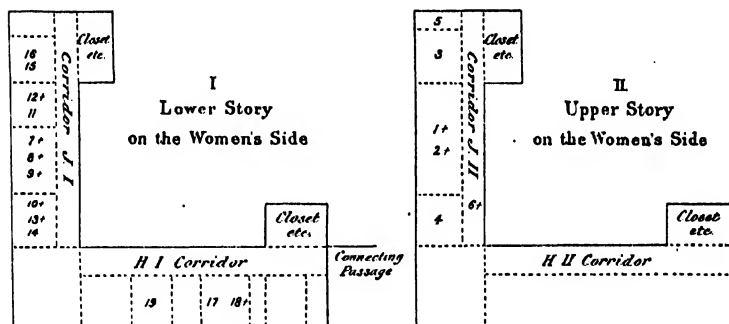 16
15
12+
11
7+
8+
9+
10+
13+
14
Corridor J. I
Closet
etc.
I
Lower Story
on the Women's Side
Closet
etc.
H I Corridor
Connecting
Passage
19
17 18+
5
3
1+
2+
4
Corridor J. II
6+
Closet
etc.
II.
Upper Story
on the Women's Side
Closet
etc.
H II Corridor